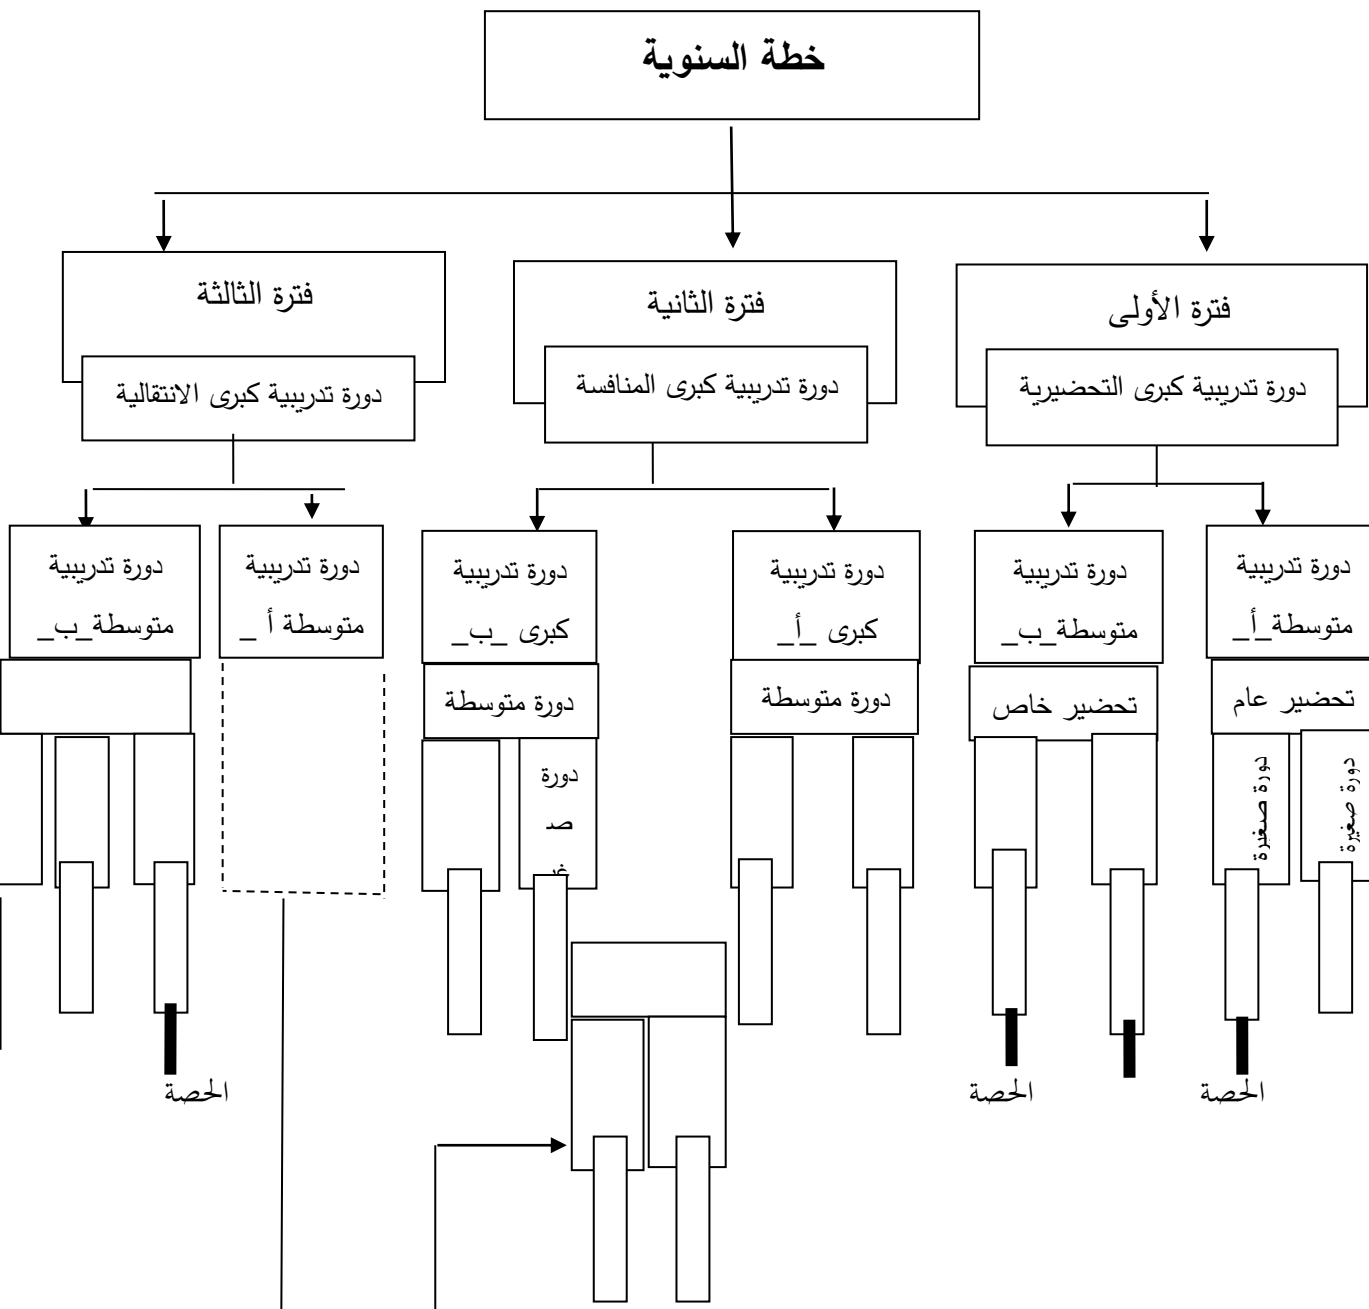 خطة السنوية
فترة الأولى
فترة الثانية
فترة الثالثة
دورة تدريبية كبرى التحضيرية
دورة تدريبية كبرى المنافسة
دورة تدريبية كبرى الانتقالية
دورة تدريبية
متوسطة_أ_
دورة تدريبية
متوسطة_ب_
دورة تدريبية
كبرى _أ_
دورة تدريبية
كبرى _ب_
دورة تدريبية
متوسطة أ _
دورة تدريبية
متوسطة_ب_
تحضير عام
تحضير خاص
دورة متوسطة
دورة متوسطة
دورة صغيرة
دورة صغيرة
دورة
صـ
الحصة
الحصة
الحصة